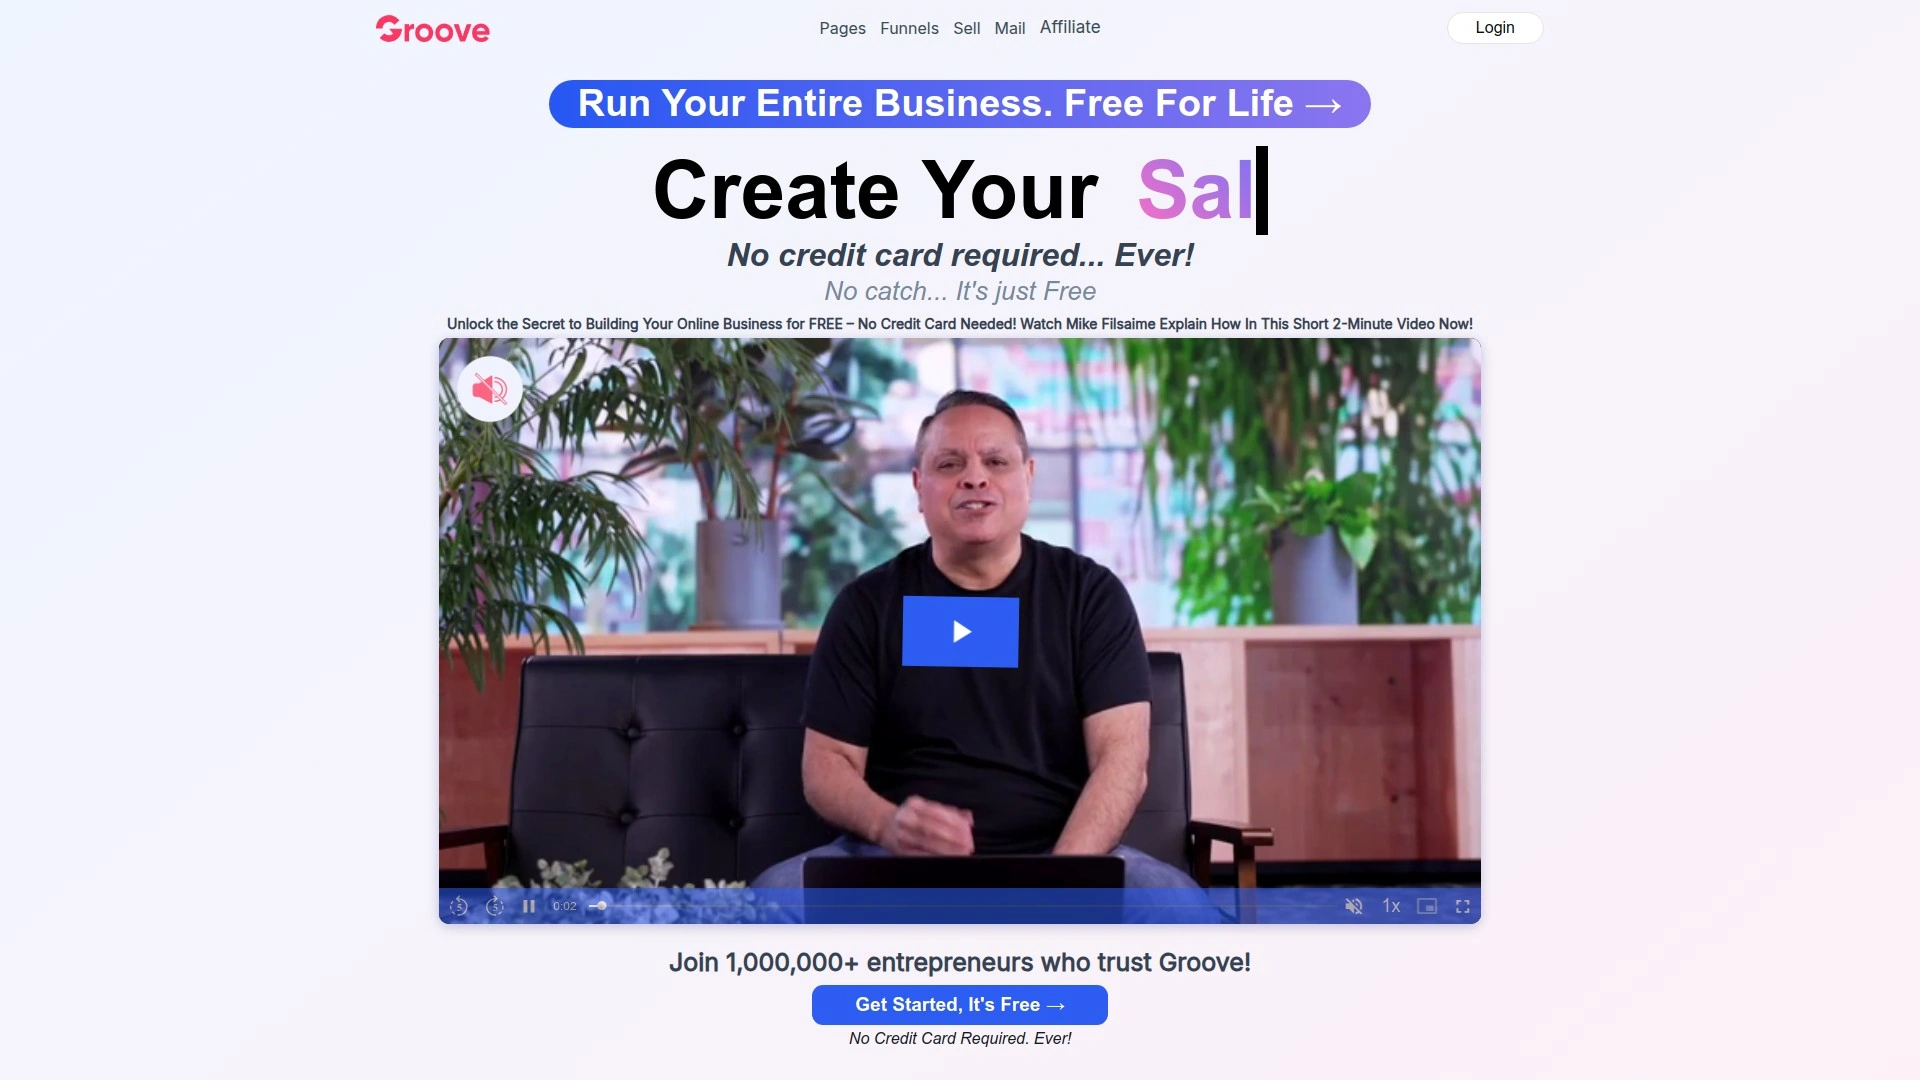 Groove
Pages Funnels Sell Mail Affiliate
Login
Run Your Entire Business. Free For Life →
Create Your Sal
No credit card required... Ever!
No catch... It's just Free
Unlock the Secret to Building Your Online Business for FREE – No Credit Card Needed! Watch Mike Filsaime Explain How In This Short 2-Minute Video Now!
5 5 0:02 1x
Join 1,000,000+ entrepreneurs who trust Groove!
Get Started, It's Free →
No Credit Card Required. Ever!